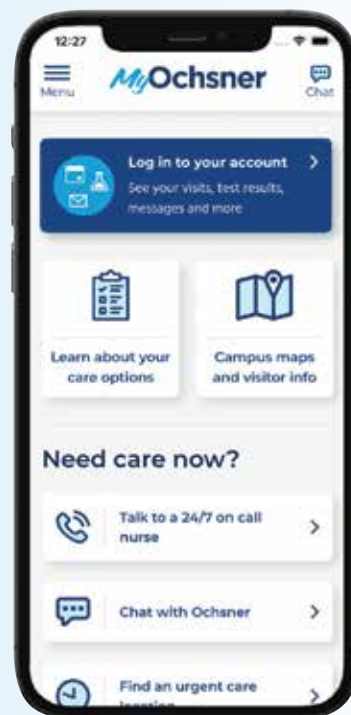 12:27
Menu
MyOchsner
Chat
Log in to your account
See your visits, test results,
messages and more
Learn about your
care options
Campus maps
and visitor info
Need care now?
Talk to a 24/7 on call
nurse
Chat with Ochsner
Find an urgent care
location